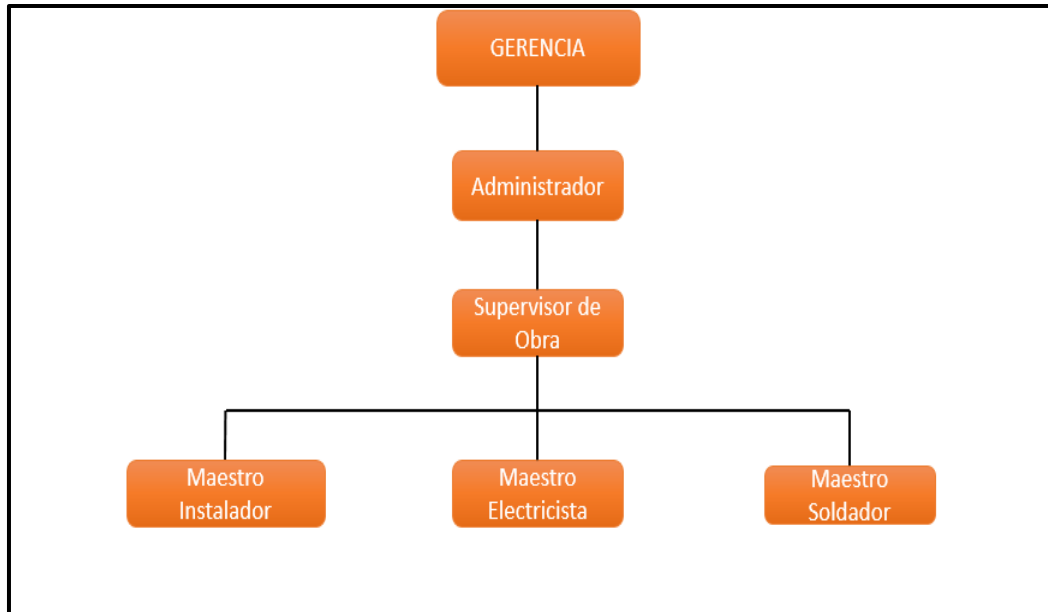 GERENCIA
Administrador
Supervisor de
Obra
Maestro
Instalador
Maestro
Electricista
Maestro
Soldador